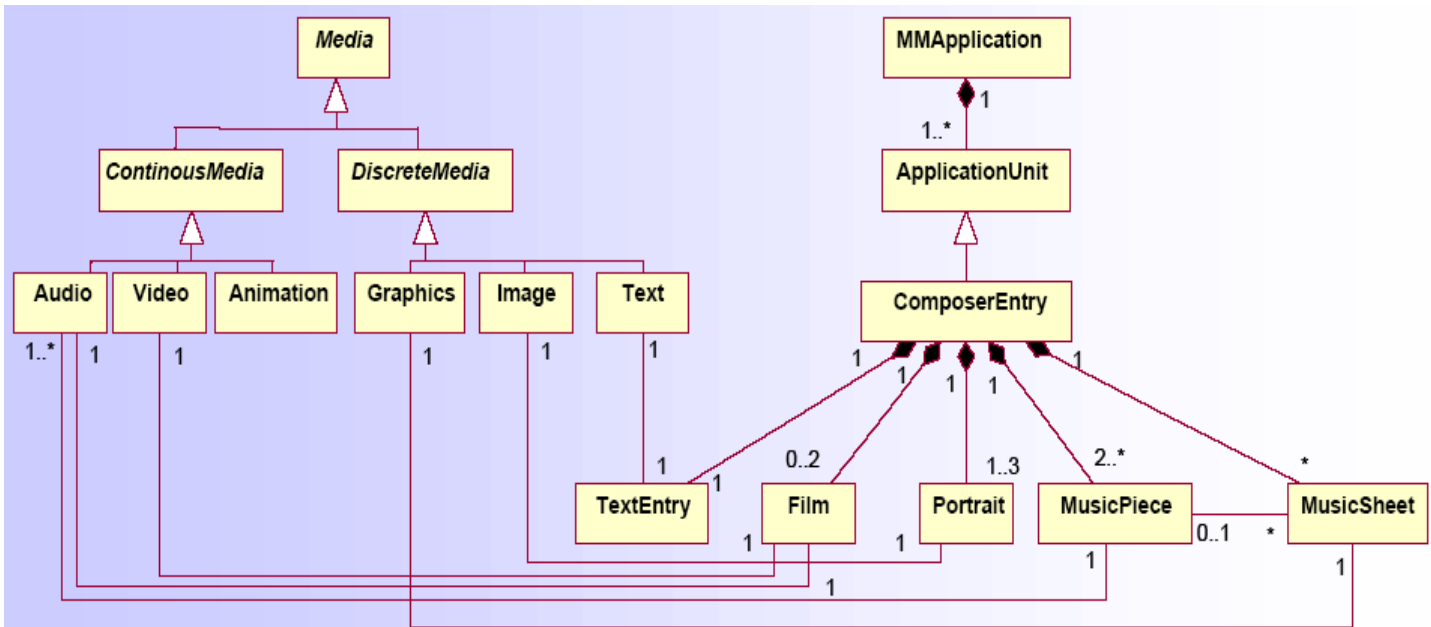 Media
MMApplication
1
1..*
ContinousMedia
DiscreteMedia
ApplicationUnit
Audio
Video
Animation
Graphics
Image
Text
ComposerEntry
1..*
1
1
1
1
1
1
1
1
1
1
1
1
0..2
1..3
2..*
*
TextEntry
Film
Portrait
MusicPiece
MusicSheet
0..1
*
1
1
1
1
1